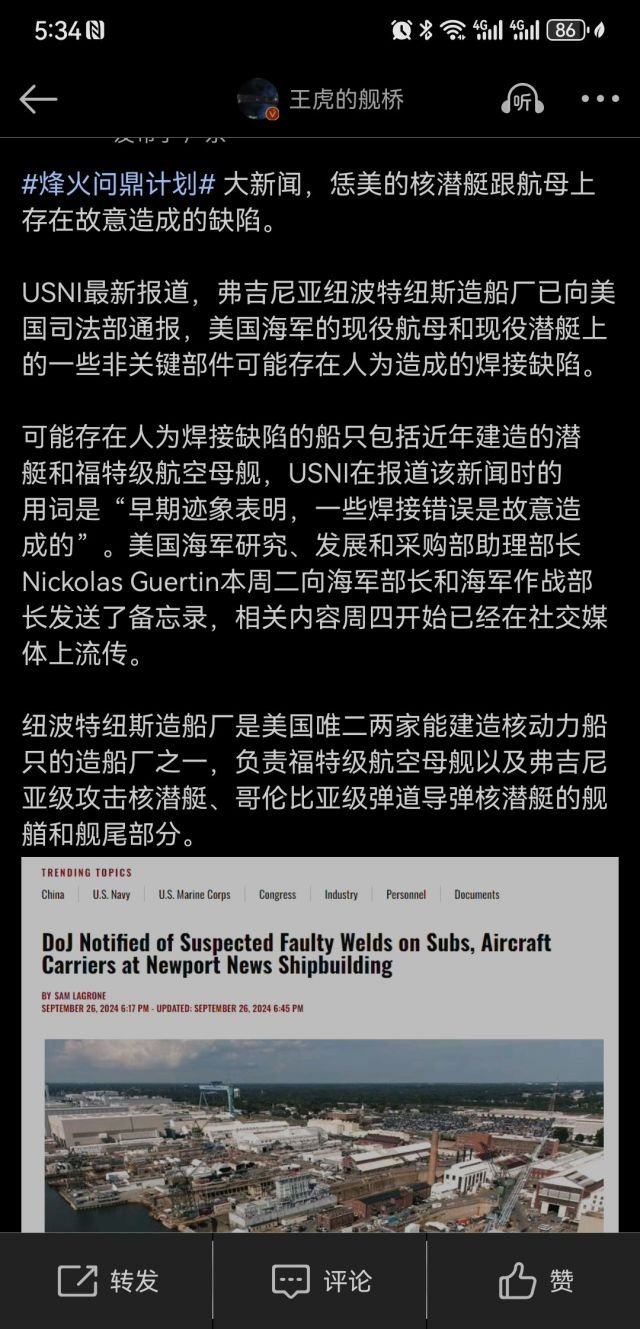 5:34
4G
4G
86
王虎的舰桥
听
#烽火问鼎计划# 大新闻，恁美的核潜艇跟航母上
存在故意造成的缺陷。
USNI最新报道，弗吉尼亚纽波特纽斯造船厂已向美
国司法部通报，美国海军的现役航母和现役潜艇上
的一些非关键部件可能存在人为造成的焊接缺陷。
可能存在人为焊接缺陷的船只包括近年建造的潜
艇和福特级航空母舰，USNI在报道该新闻时的
用词是“早期迹象表明，一些焊接错误是故意造
成的”。美国海军研究、发展和采购部助理部长
Nickolas Guertin本周二向海军部长和海军作战部
长发送了备忘录，相关内容周四开始已经在社交媒
体上流传。
纽波特纽斯造船厂是美国唯二两家能建造核动力船
只的造船厂之一，负责福特级航空母舰以及弗吉尼
亚级攻击核潜艇、哥伦比亚级弹道导弹核潜艇的舰
艏和舰尾部分。
TRENDING TOPICS
China U.S. Navy U.S. Marine Corps Congress Industry Personnel Documents
DoJ Notified of Suspected Faulty Welds on Subs, Aircraft
Carriers at Newport News Shipbuilding
BY SAM LAGRONE
SEPTEMBER 26, 2024 6:17 PM - UPDATED: SEPTEMBER 26, 2024 6:45 PM
转发 评论 赞